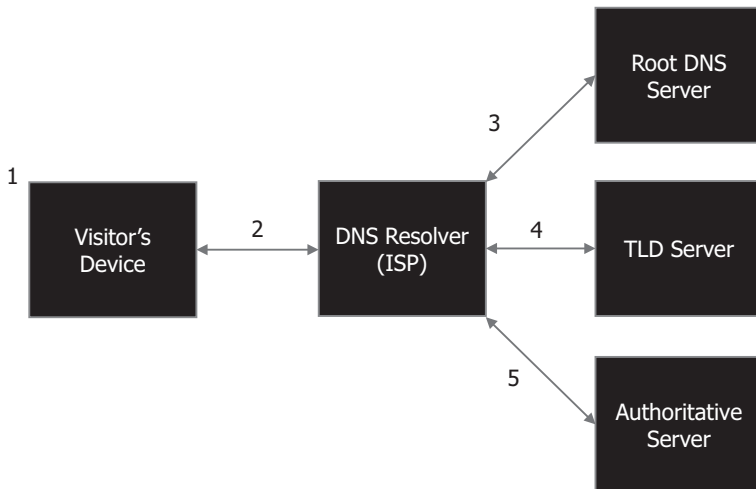 Root DNS
Server
3
1
Visitor’s
Device
2
DNS Resolver
(ISP)
4
TLD Server
5
Authoritative
Server